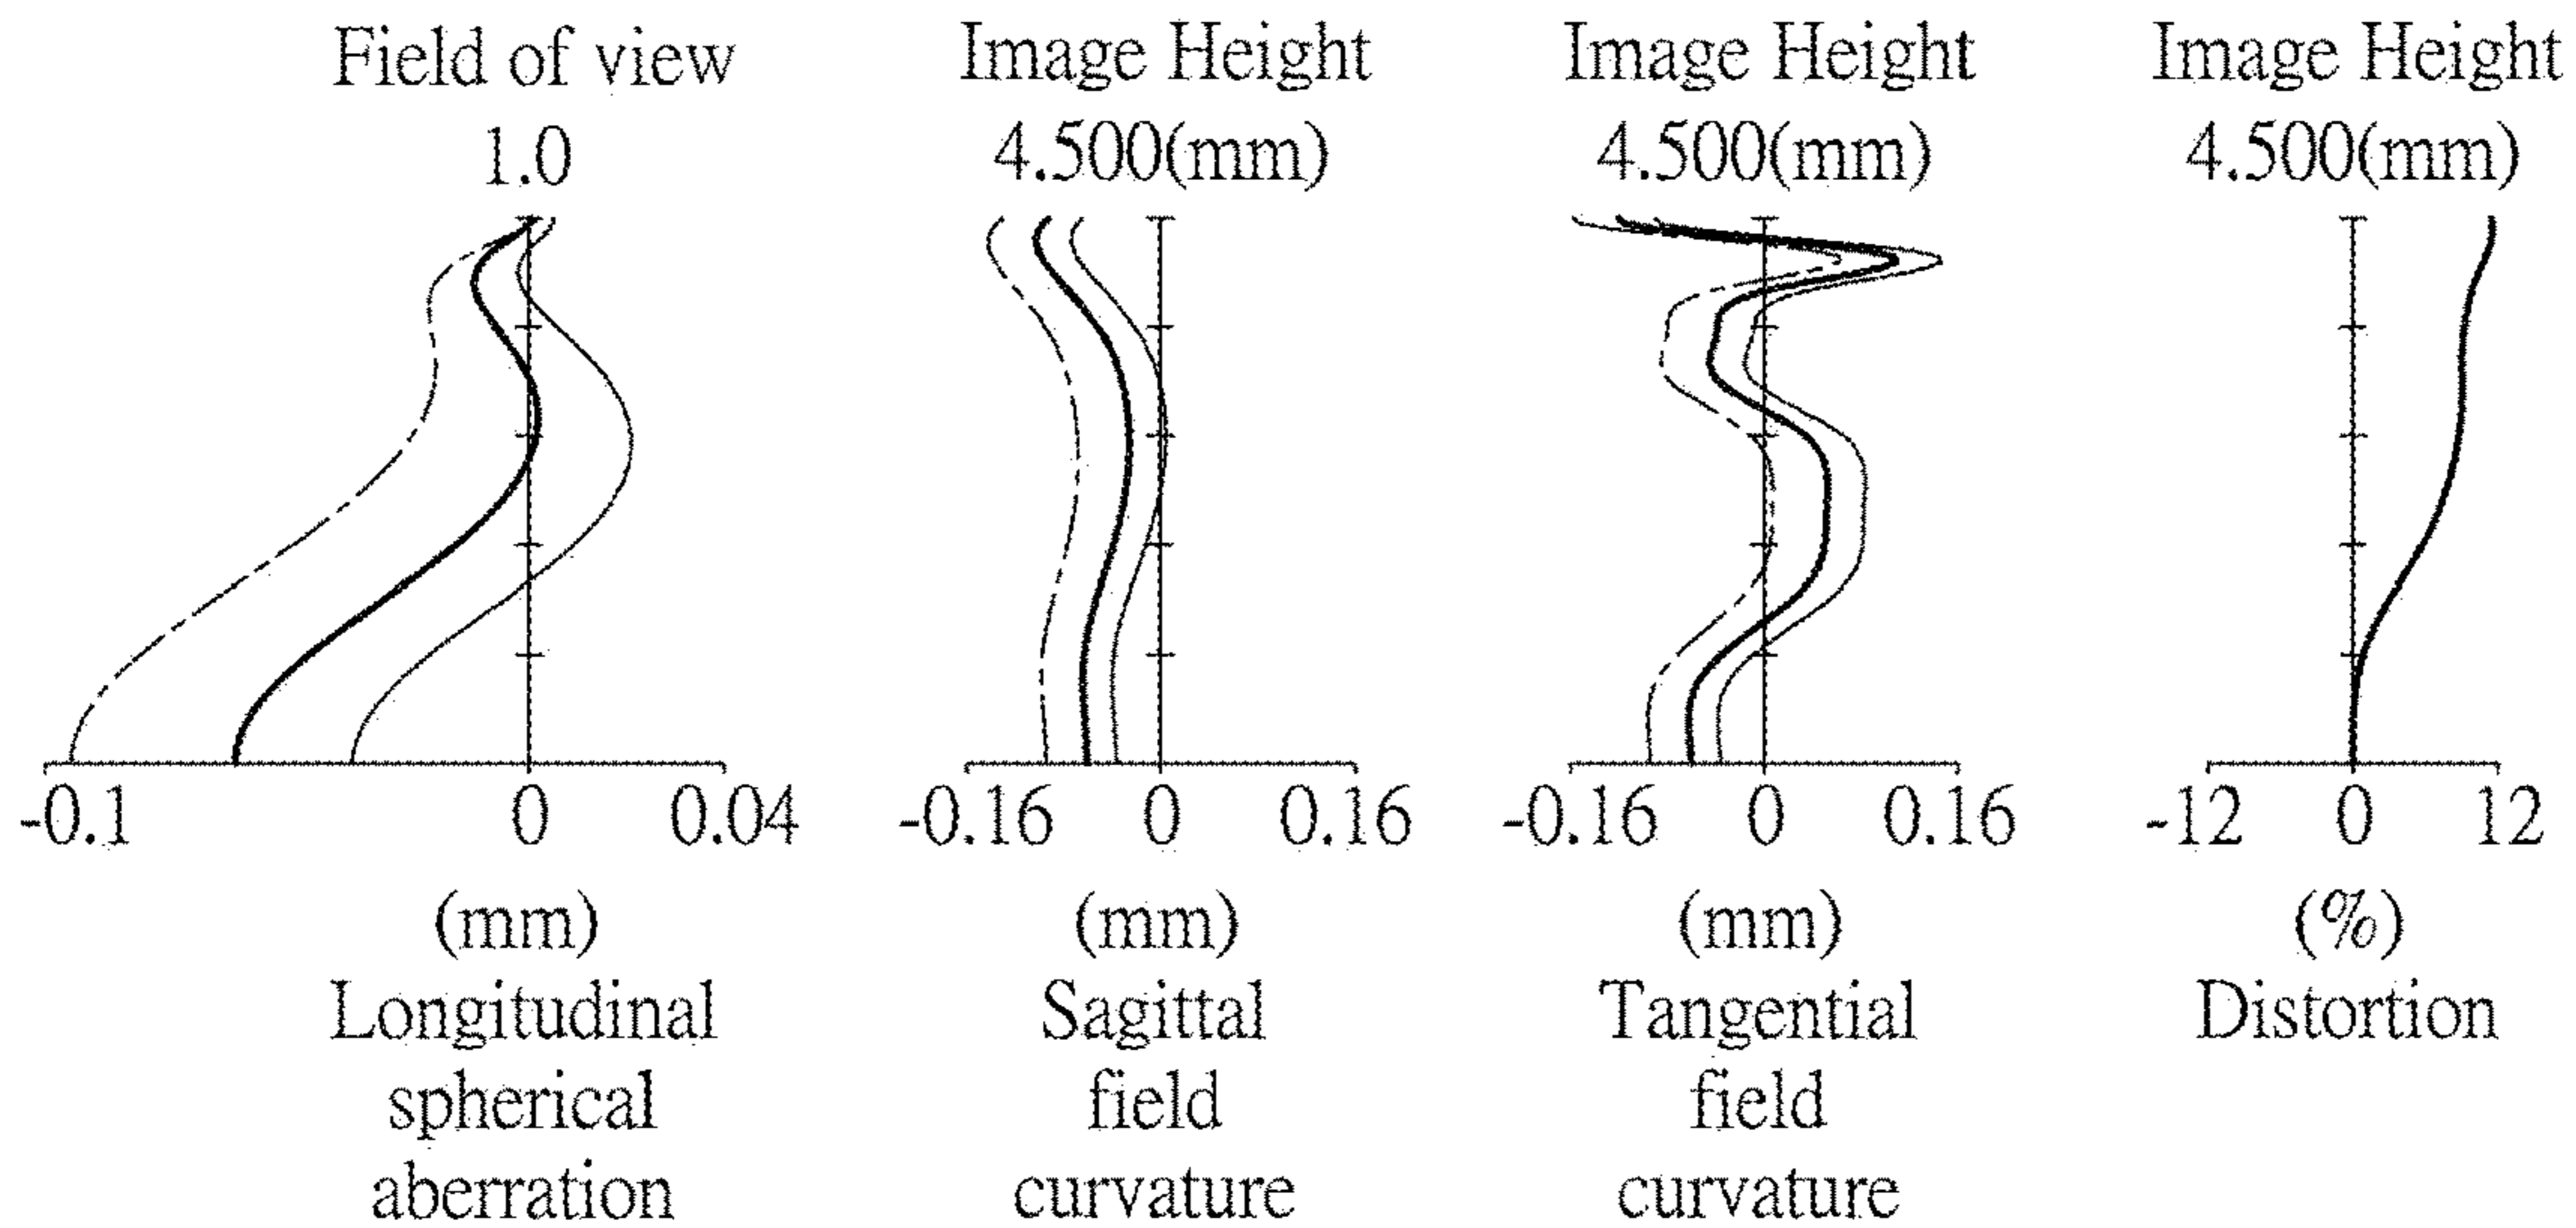 Field of view
1.0
-0.1 0 0.04
(mm)
Longitudinal
spherical
aberration
Image Height
4.500(mm)
-0.16 0 0.16
(mm)
Sagittal
field
curvature
Image Height
4.500(mm)
-0.16 0 0.16
(mm)
Tangential
field
curvature
Image Height
4.500(mm)
-12 0 12
(%)
Distortion